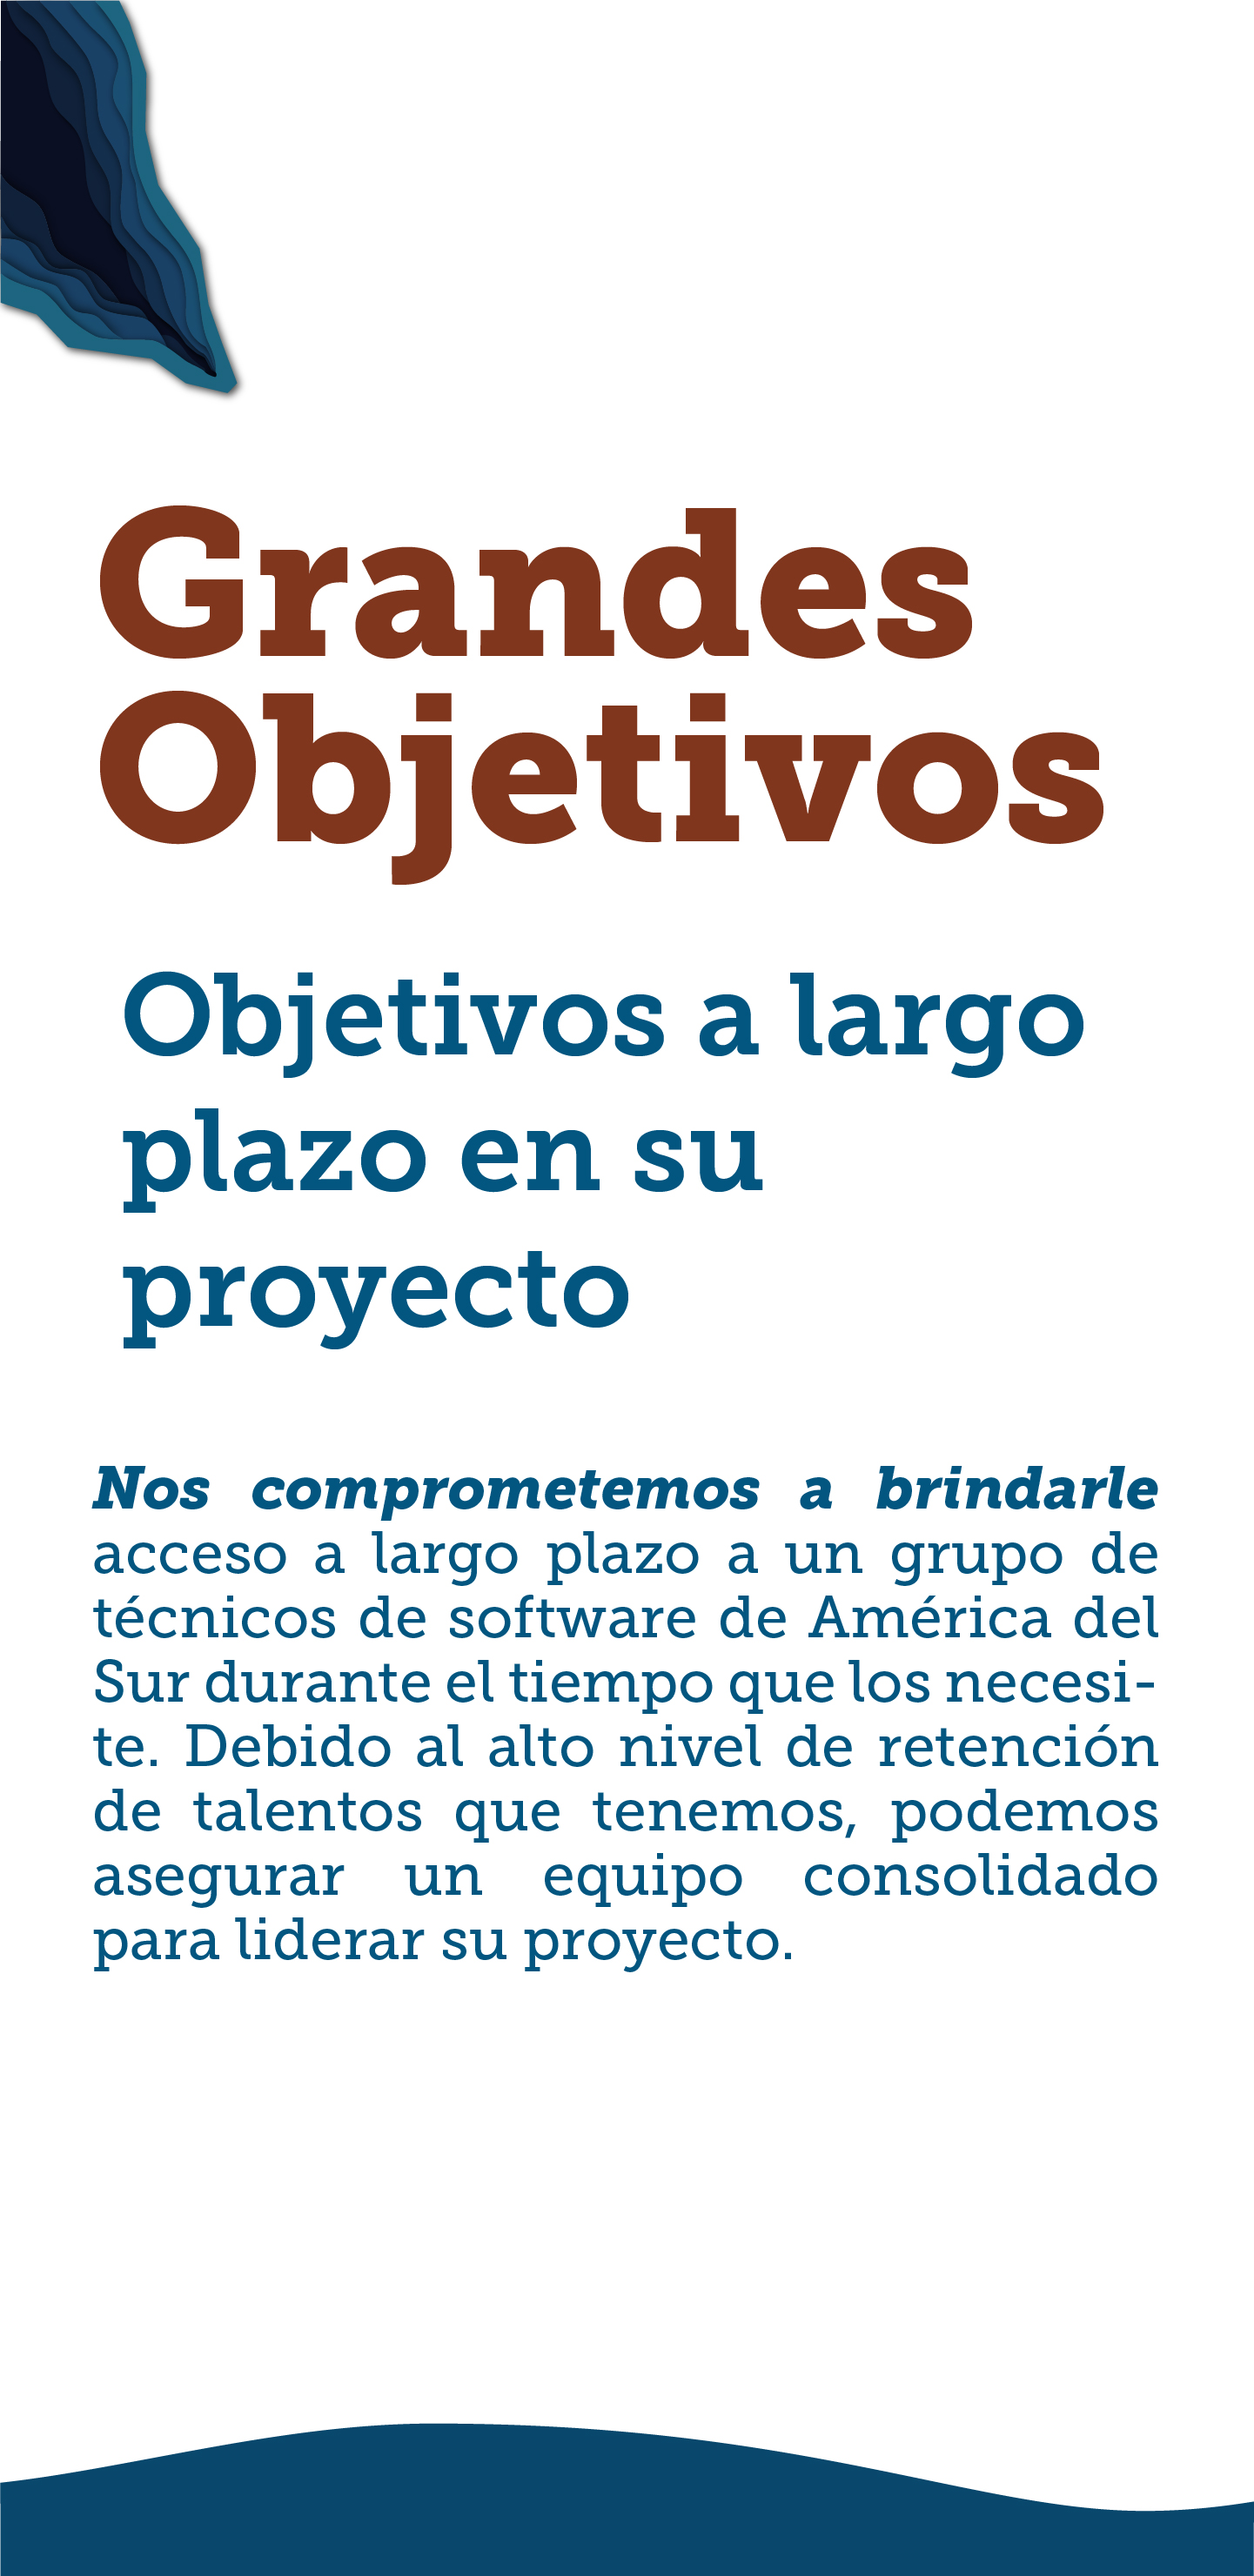 Grandes
Objetivos
Objetivos a largo
plazo en su
proyecto
Nos comprometemos a brindarle
acceso a largo plazo a un grupo de
técnicos de software de América del
Sur durante el tiempo que los necesi-
te. Debido al alto nivel de retención
de talentos que tenemos, podemos
asegurar un equipo consolidado
para liderar su proyecto.